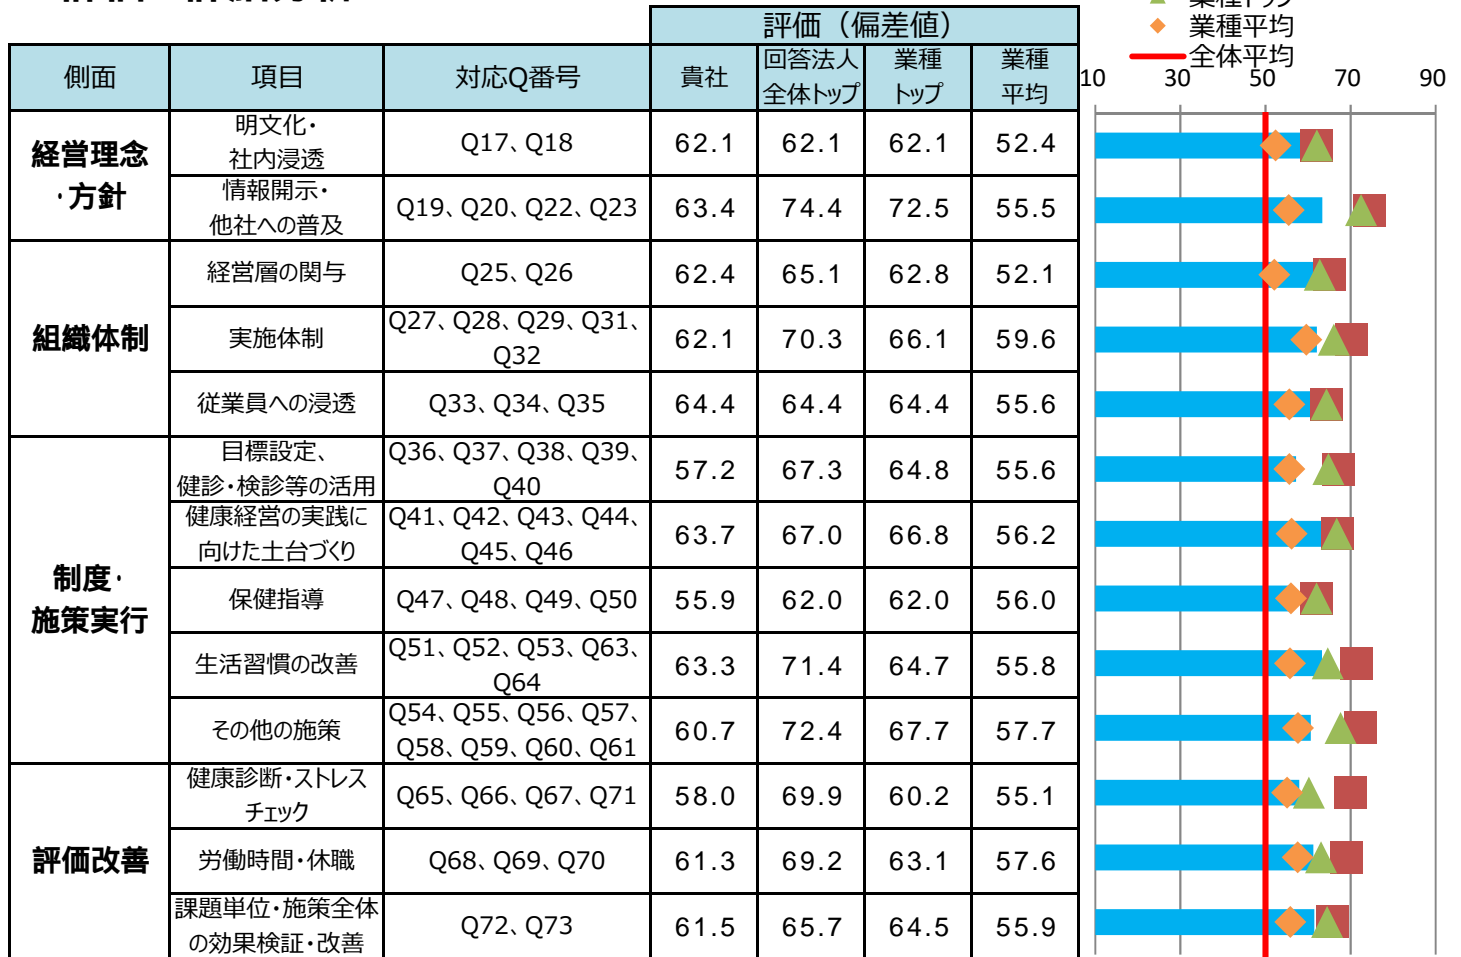 評価（偏差値）
業種平均
全体平均
側面 項目 対応Q番号 貴社 回答法人 業種 業種
全体トップ トップ 平均
10 30 50 70 90
経営理念
・方針
明文化・
社内浸透
Q17、Q18 62.1 62.1 62.1 52.4
情報開示・
他社への普及
Q19、Q20、Q22、Q23 63.4 74.4 72.5 55.5
組織体制
経営層の関与 Q25、Q26 62.4 65.1 62.8 52.1
実施体制
Q27、Q28、Q29、Q31、
Q32
62.1 70.3 66.1 59.6
従業員への浸透 Q33、Q34、Q35 64.4 64.4 64.4 55.6
制度・
施策実行
目標設定、
健診・検診等の活用
Q36、Q37、Q38、Q39、
Q40
57.2 67.3 64.8 55.6
健康経営の実践に
向けた土台づくり
Q41、Q42、Q43、Q44、
Q45、Q46
63.7 67.0 66.8 56.2
保健指導 Q47、Q48、Q49、Q50 55.9 62.0 62.0 56.0
生活習慣の改善
Q51、Q52、Q53、Q63、
Q64
63.3 71.4 64.7 55.8
その他の施策
Q54、Q55、Q56、Q57、
Q58、Q59、Q60、Q61
60.7 72.4 67.7 57.7
評価改善
健康診断・ストレス
チェック
Q65、Q66、Q67、Q71 58.0 69.9 60.2 55.1
労働時間・休職 Q68、Q69、Q70 61.3 69.2 63.1 57.6
課題単位・施策全体
の効果検証・改善
Q72、Q73 61.5 65.7 64.5 55.9